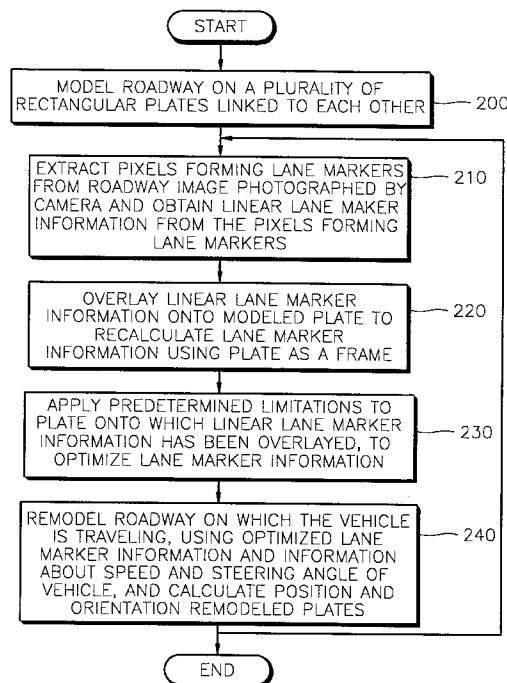 START
MODEL ROADWAY ON A PLURALITY OF
RECTANGULAR PLATES LINKED TO EACH OTHER
200
EXTRACT PIXELS FORMING LANE MARKERS
FROM ROADWAY IMAGE PHOTOGRAPHED BY
CAMERA AND OBTAIN LINEAR LANE MAKER
INFORMATION FROM THE PIXELS FORMING
LANE MARKERS
210
OVERLAY LINEAR LANE MARKER
INFORMATION ONTO MODELED PLATE TO
RECALCULATE LANE MARKER
INFORMATION USING PLATE AS A FRAME
220
APPLY PREDETERMINED LIMITATIONS TO
PLATE ONTO WHICH LINEAR LANE MARKER
INFORMATION HAS BEEN OVERLAYED, TO
OPTIMIZE LANE MARKER INFORMATION
230
REMODEL ROADWAY ON WHICH THE VEHICLE
IS TRAVELING, USING OPTIMIZED LANE
MARKER INFORMATION AND INFORMATION
ABOUT SPEED AND STEERING ANGLE OF
VEHICLE, AND CALCULATE POSITION AND
ORIENTATION REMODELED PLATES
240
END